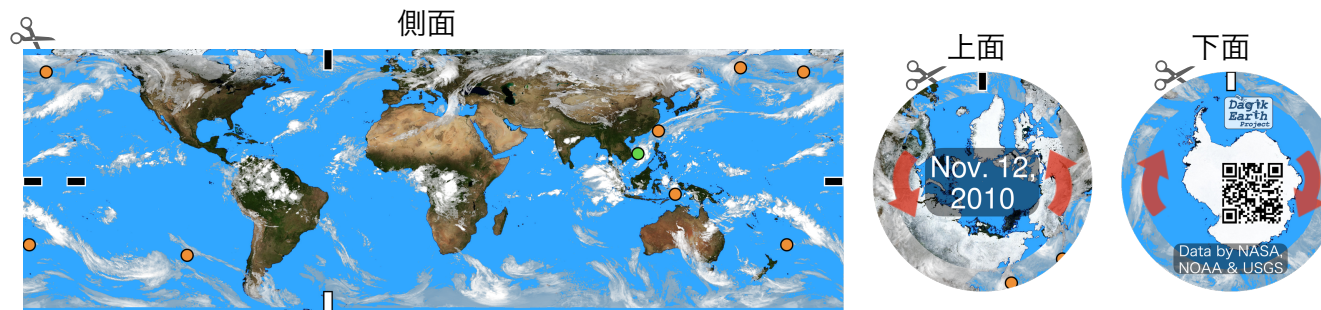 側面
上面
下面
Nov. 12,
2010
Dagik
Earth
Project
Data by NASA,
NOAA & USGS